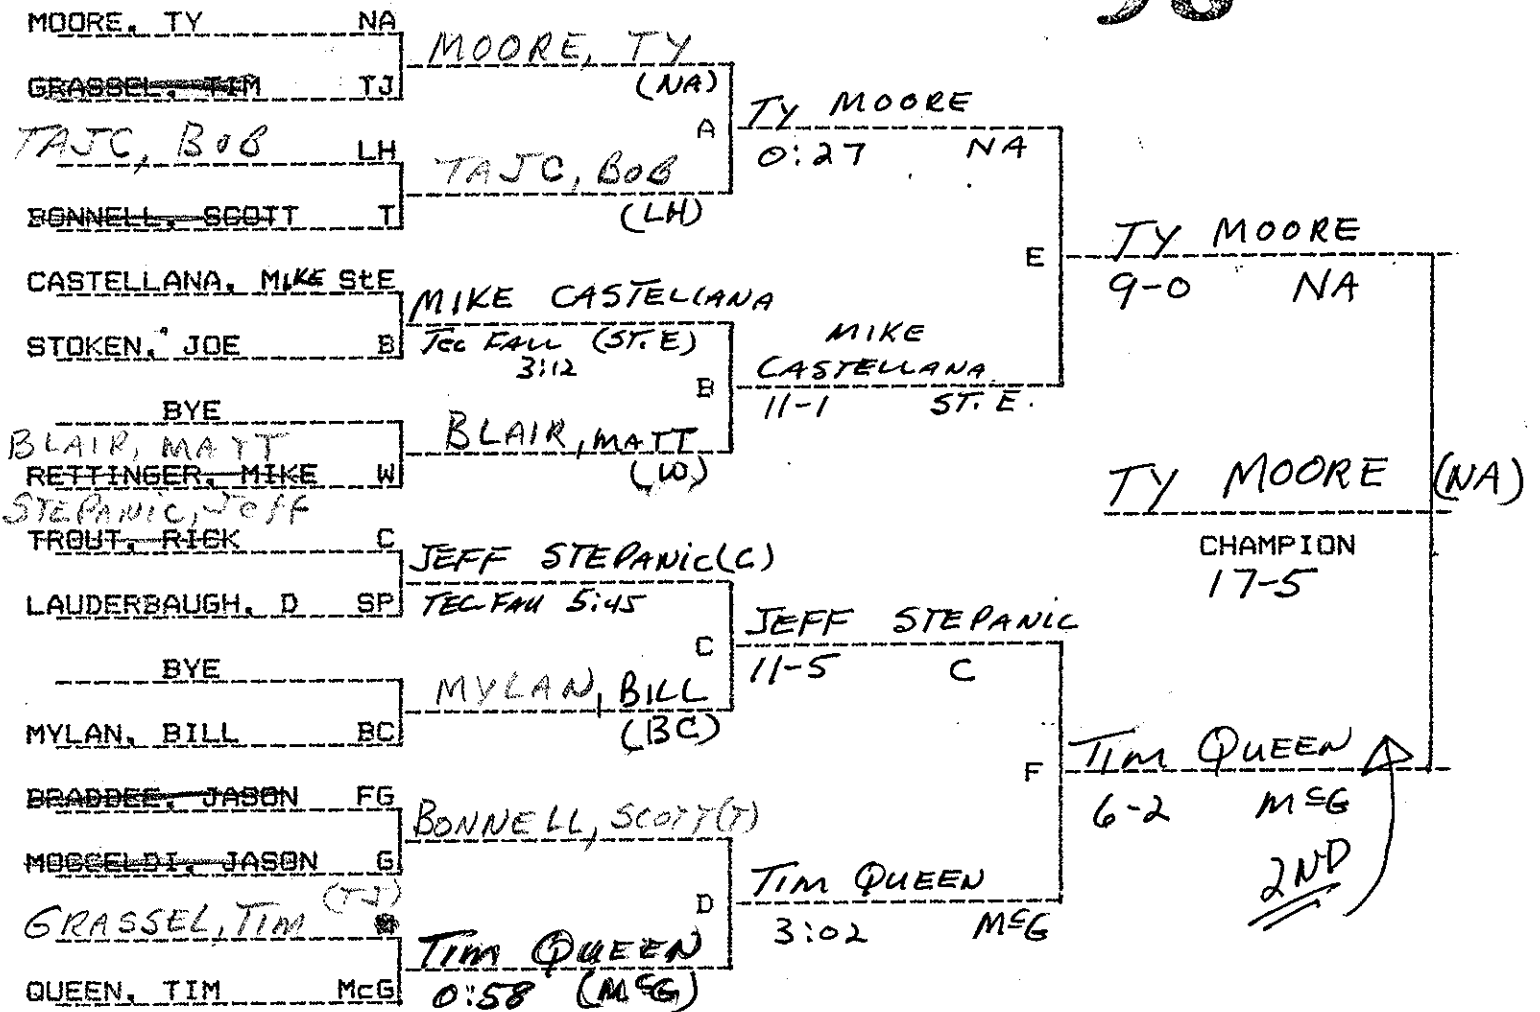 98
MOORE, TY NA
GRASSEL, TIM TJ
TAJC, BOB LH
BONNELL, SCOTT T
CASTELLANA, MIKE StE
STOKEN, JOE B
BYE
BLAIR, MATT
RETTINGER, MIKE W
STEPANIC, JEFF
TROUT, RICK C
LAUDERBAUGH, D SP
BYE
MYLAN, BILL BC
BRADDEE, JASON FG
JASON G
GRASSEL, TIM (TJ)
QUEEN, TIM McG
MOORE, TY
(NA)
TAJC, BOB
(LH)
MIKE CASTELLANA
TEC FALL (ST. E)
3:12
BLAIR, MATT
(W)
JEFF STEPANIC (C)
TEC FALL 5:45
MYLAN, BILL
(BC)
BONNELL, SCOTT (T)
TIM QUEEN
0:58 (McG)
A
TY MOORE
0:27 NA
B
MIKE
CASTELLANA
11-1 ST. E.
C
JEFF STEPANIC
11-5 C
D
TIM QUEEN
3:02 McG
E
TY MOORE
9-0 NA
F
TIM QUEEN
6-2 McG
2ND
TY MOORE (NA)
CHAMPION
17-5